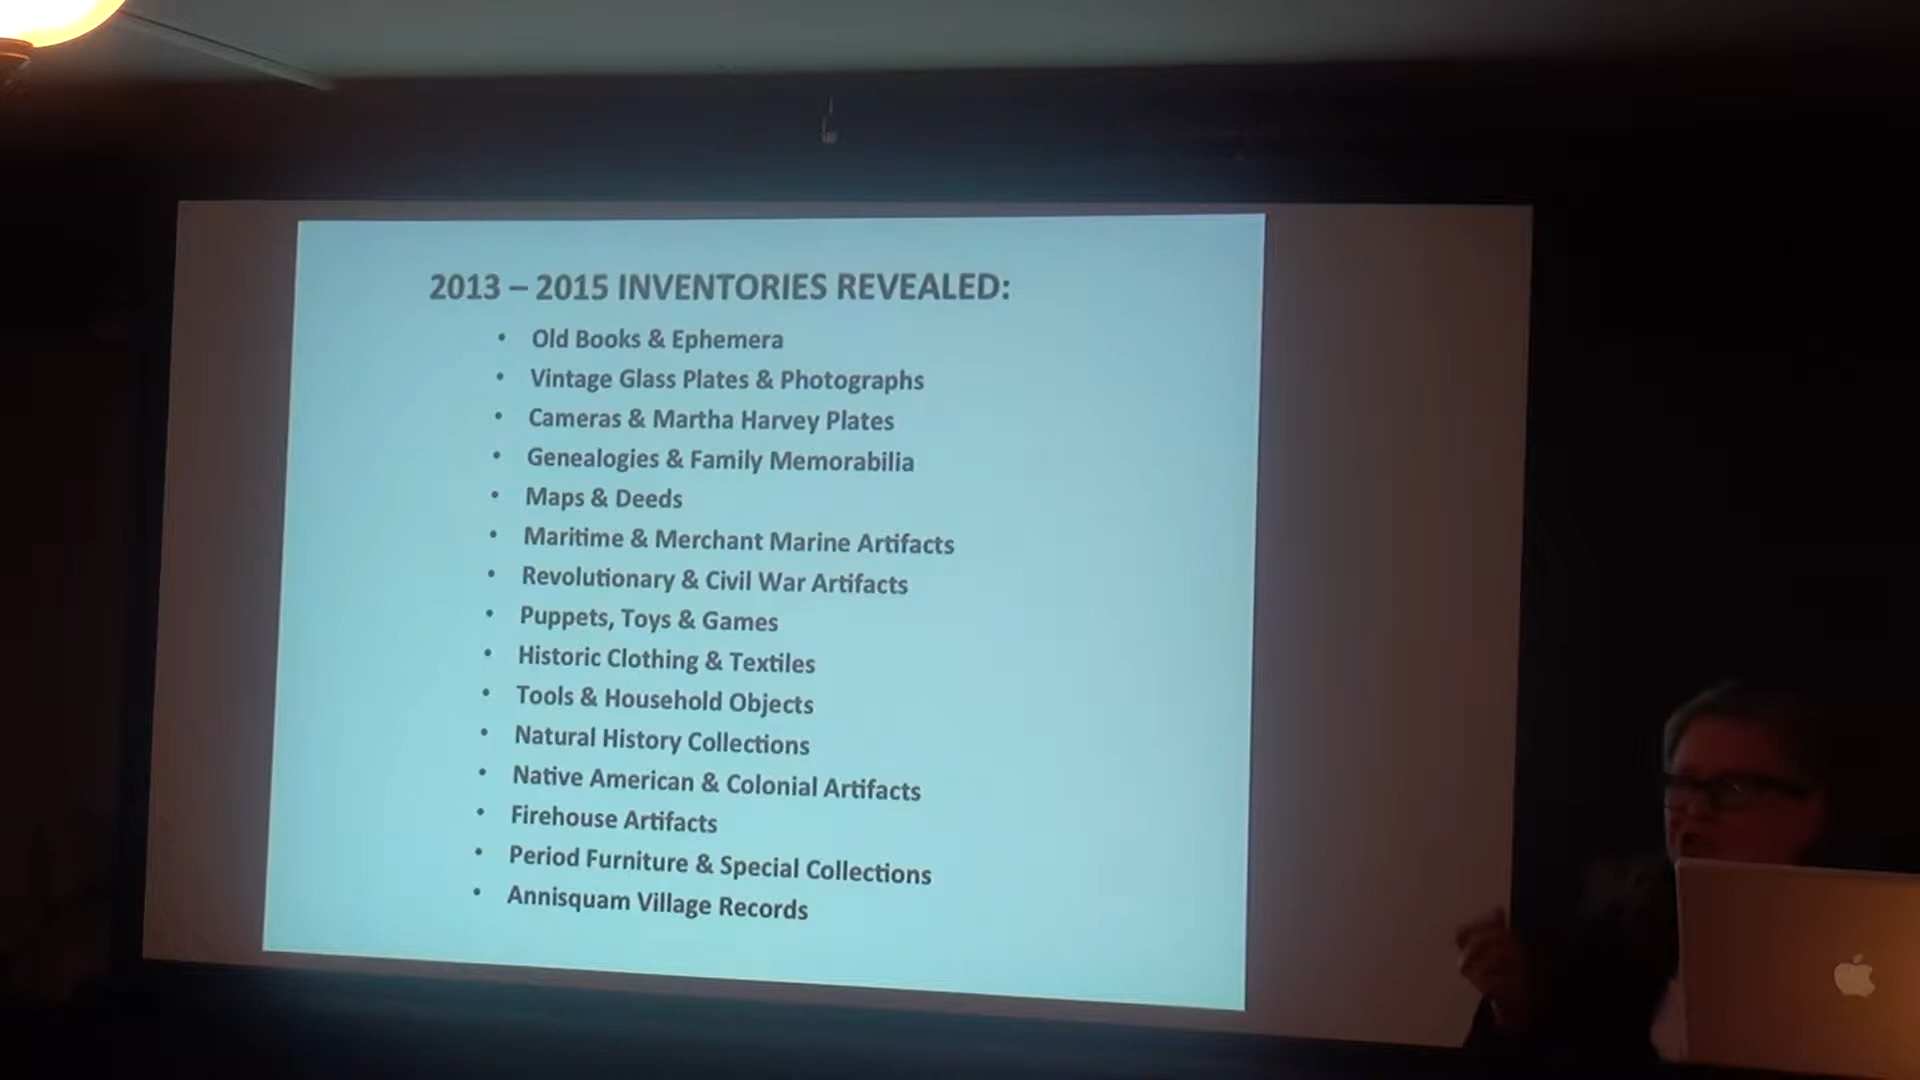 2013 – 2015 INVENTORIES REVEALED:
• Old Books & Ephemera
• Vintage Glass Plates & Photographs
• Cameras & Martha Harvey Plates
• Genealogies & Family Memorabilia
• Maps & Deeds
• Maritime & Merchant Marine Artifacts
• Revolutionary & Civil War Artifacts
• Puppets, Toys & Games
• Historic Clothing & Textiles
• Tools & Household Objects
• Natural History Collections
• Native American & Colonial Artifacts
• Firehouse Artifacts
• Period Furniture & Special Collections
• Annisquam Village Records